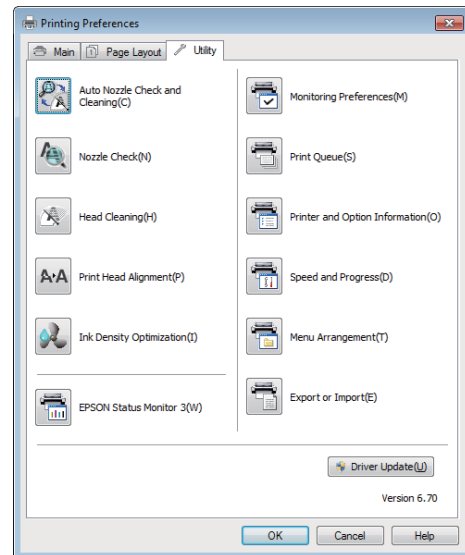 Printing Preferences
Main
Page Layout
Utility
Auto Nozzle Check and
Cleaning(C)
Nozzle Check(N)
Head Cleaning(H)
Print Head Alignment(P)
Ink Density Optimization(I)
EPSON Status Monitor 3(W)
Monitoring Preferences(M)
Print Queue(S)
Printer and Option Information(O)
Speed and Progress(D)
Menu Arrangement(T)
Export or Import(E)
Driver Update(U)
Version 6.70
OK
Cancel
Help